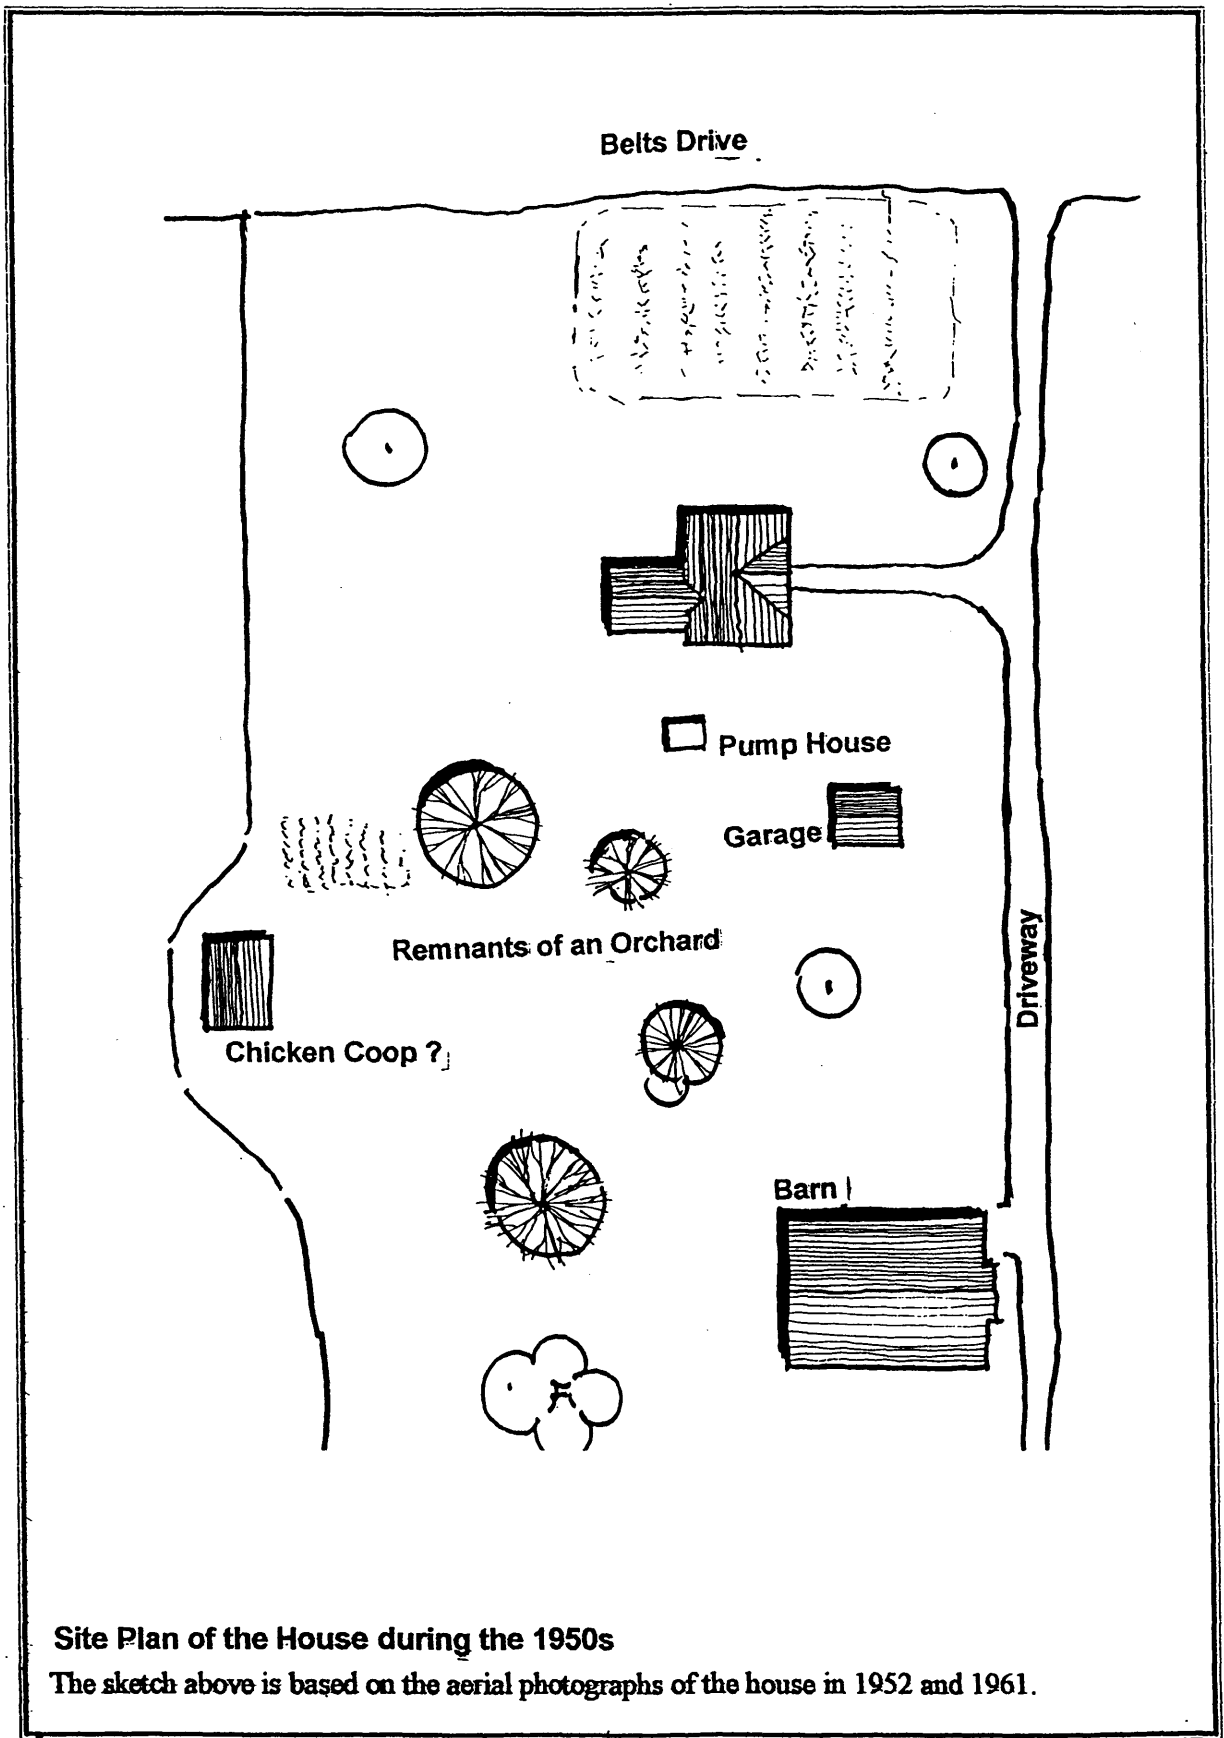 Belts Drive
Pump House
Garage
Remnants of an Orchard
Driveway
Chicken Coop ?
Barn
Site Plan of the House during the 1950s
The sketch above is based on the aerial photographs of the house in 1952 and 1961.